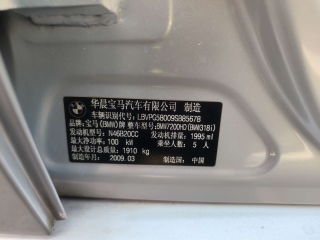 华晨宝马汽车有限公司 制造
车辆识别代号: LBVPG58009S985678
品牌: 宝马(BMW)牌 整车型号: BMW7200HD(BMW318i)
发动机型号: N46B20CC 发动机排量: 1995 ml
最大功率: 100 kW 乘坐人数: 5 人
最大设计总质量: 1910 kg
制造年月: 2009.03 制造国: 中国